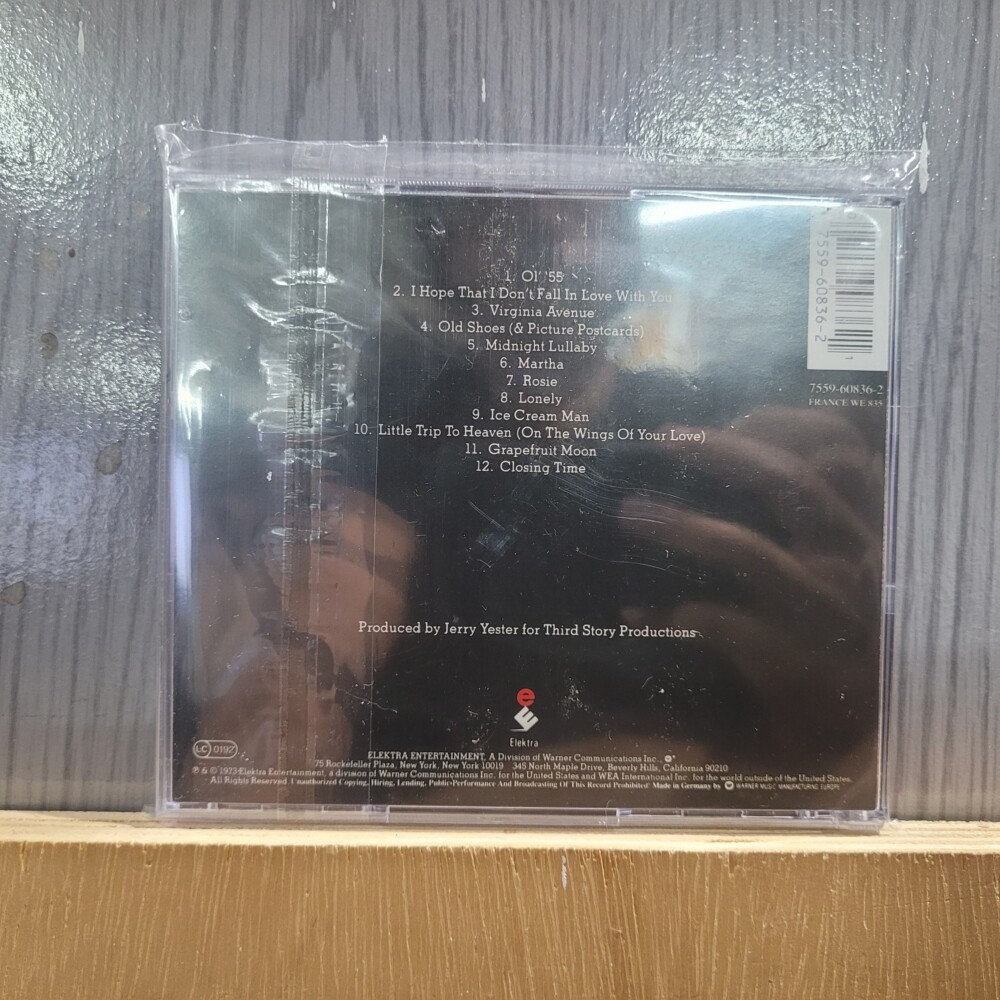 1. Ol' '55
2. I Hope That I Don't Fall In Love With You
3. Virginia Avenue
4. Old Shoes (& Picture Postcards)
5. Midnight Lullaby
6. Martha
7. Rosie
8. Lonely
9. Ice Cream Man
10. Little Trip To Heaven (On The Wings Of Your Love)
11. Grapefruit Moon
12. Closing Time
7559-60836-2
1
7559-60836-2
FRANCE WE 835
Produced by Jerry Yester for Third Story Productions
e
E
Elektra
LC 0192
ELEKTRA ENTERTAINMENT, A Division of Warner Communications Inc.,
75 Rockefeller Plaza, New York, New York 10019 345 North Maple Drive, Beverly Hills, California 90210
℗ & © 1973 Elektra Entertainment, a division of Warner Communications Inc. for the United States and WEA International Inc. for the world outside of the United States.
All Rights Reserved Unauthorized Copying, Hiring, Lending, Public Performance And Broadcasting Of This Record Prohibited! Made in Germany by WARNER MUSIC MANUFACTURING EUROPE